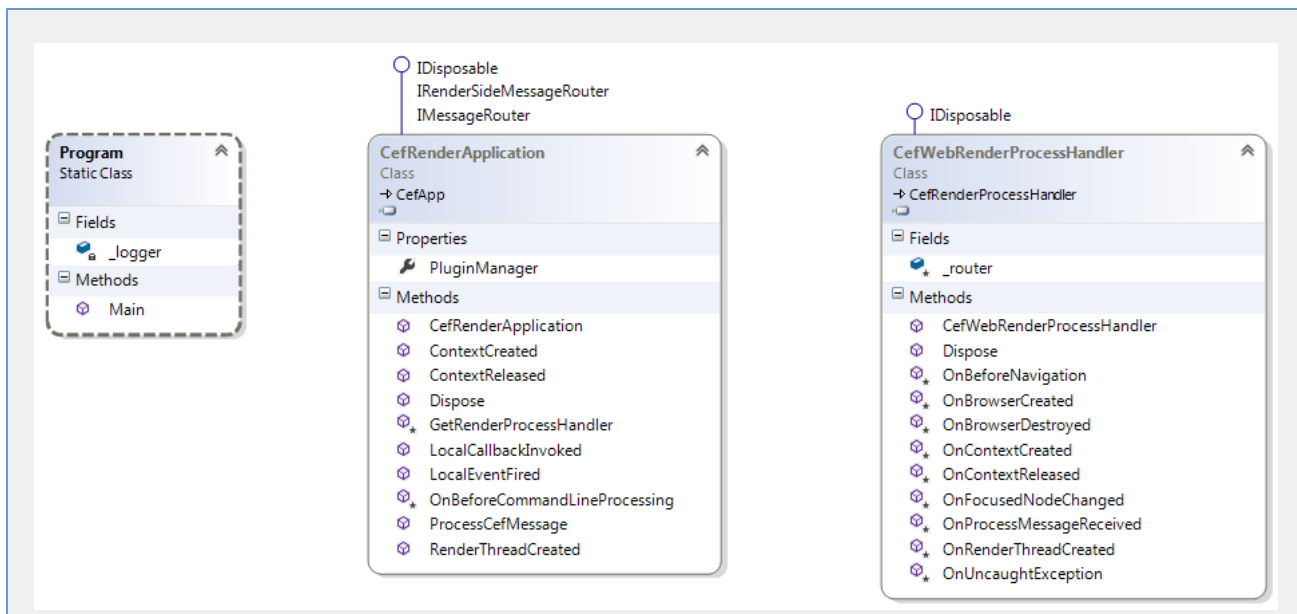 Program
Static Class
Fields
_logger
Methods
Main
IDisposable
IRenderSideMessageRouter
IMessageRouter
CefRenderApplication
Class
CefApp
Properties
PluginManager
Methods
CefRenderApplication
ContextCreated
ContextReleased
Dispose
GetRenderProcessHandler
LocalCallbackInvoked
LocalEventFired
OnBeforeCommandLineProcessing
ProcessCefMessage
RenderThreadCreated
IDisposable
CefWebRenderProcessHandler
Class
CefRenderProcessHandler
Fields
_router
Methods
CefWebRenderProcessHandler
Dispose
OnBeforeNavigation
OnBrowserCreated
OnBrowserDestroyed
OnContextCreated
OnContextReleased
OnFocusedNodeChanged
OnProcessMessageReceived
OnRenderThreadCreated
OnUncaughtException